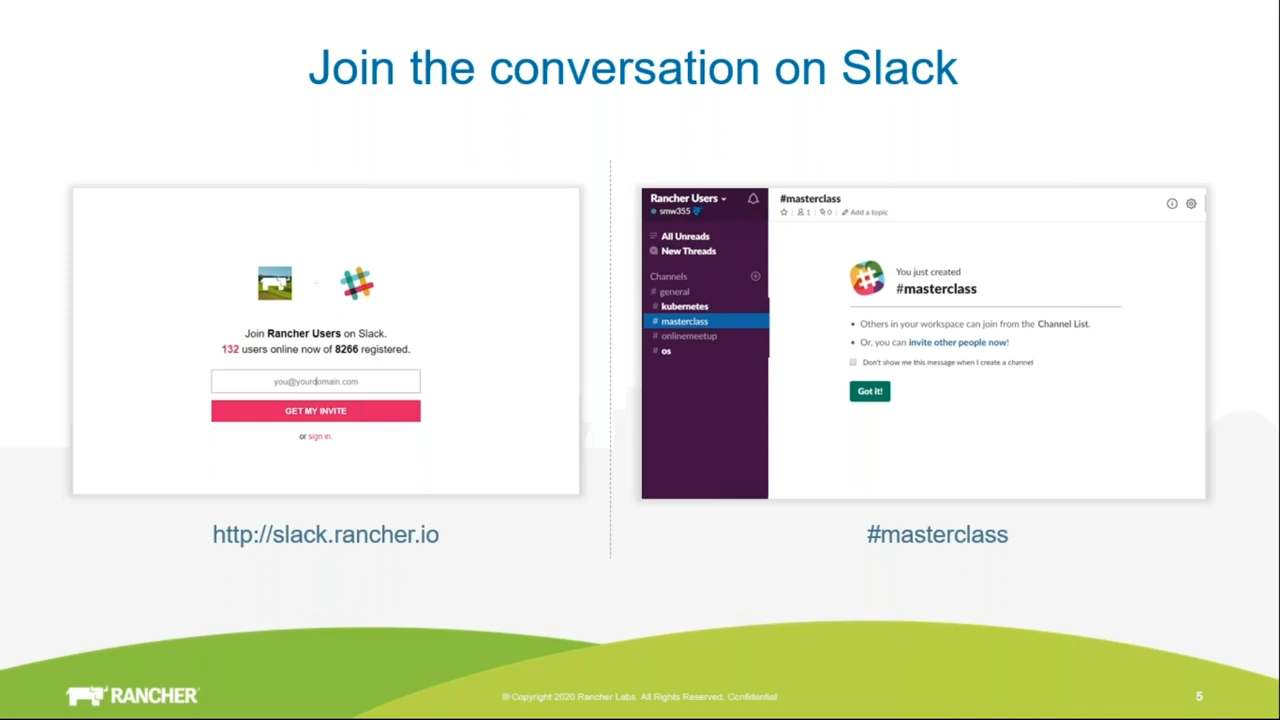 Join the conversation on Slack
Join Rancher Users on Slack.
132 users online now of 8266 registered.
you@yourdomain.com
GET MY INVITE
or sign in.
http://slack.rancher.io
Rancher Users
smw355
All Unreads
New Threads
Channels
# general
# kubernetes
# masterclass
# onlinemeetup
# os
#masterclass
1 | 0 | Add a topic
You just created
#masterclass
• Others in your workspace can join from the Channel List.
• Or, you can invite other people now!
Don't show me this message when I create a channel
Got it!
#masterclass
RANCHER
© Copyright 2020 Rancher Labs. All Rights Reserved. Confidential
5